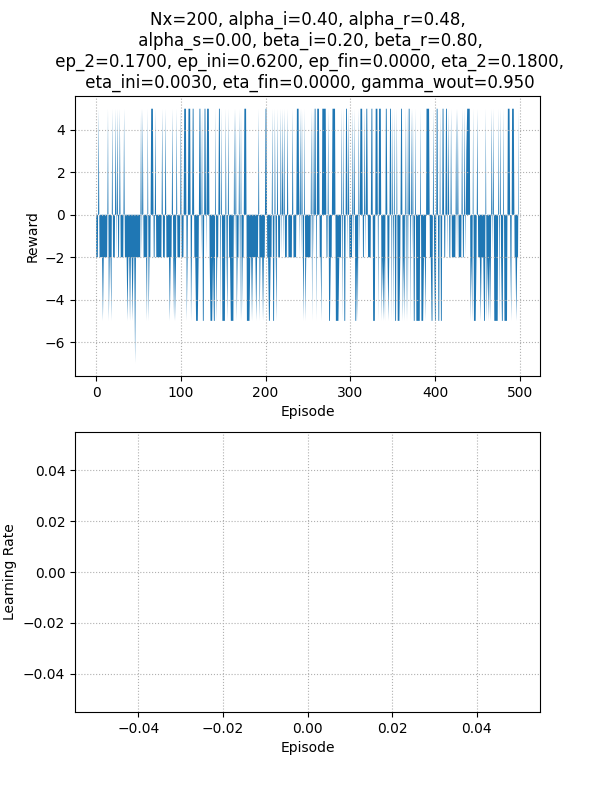 Nx=200, alpha_i=0.40, alpha_r=0.48,
alpha_s=0.00, beta_i=0.20, beta_r=0.80,
ep_2=0.1700, ep_ini=0.6200, ep_fin=0.0000, eta_2=0.1800,
eta_ini=0.0030, eta_fin=0.0000, gamma_wout=0.950
4
2
0
−2
−4
−6
Reward
0 100 200 300 400 500
Episode
0.04
0.02
0.00
−0.02
−0.04
Learning Rate
−0.04 −0.02 0.00 0.02 0.04
Episode